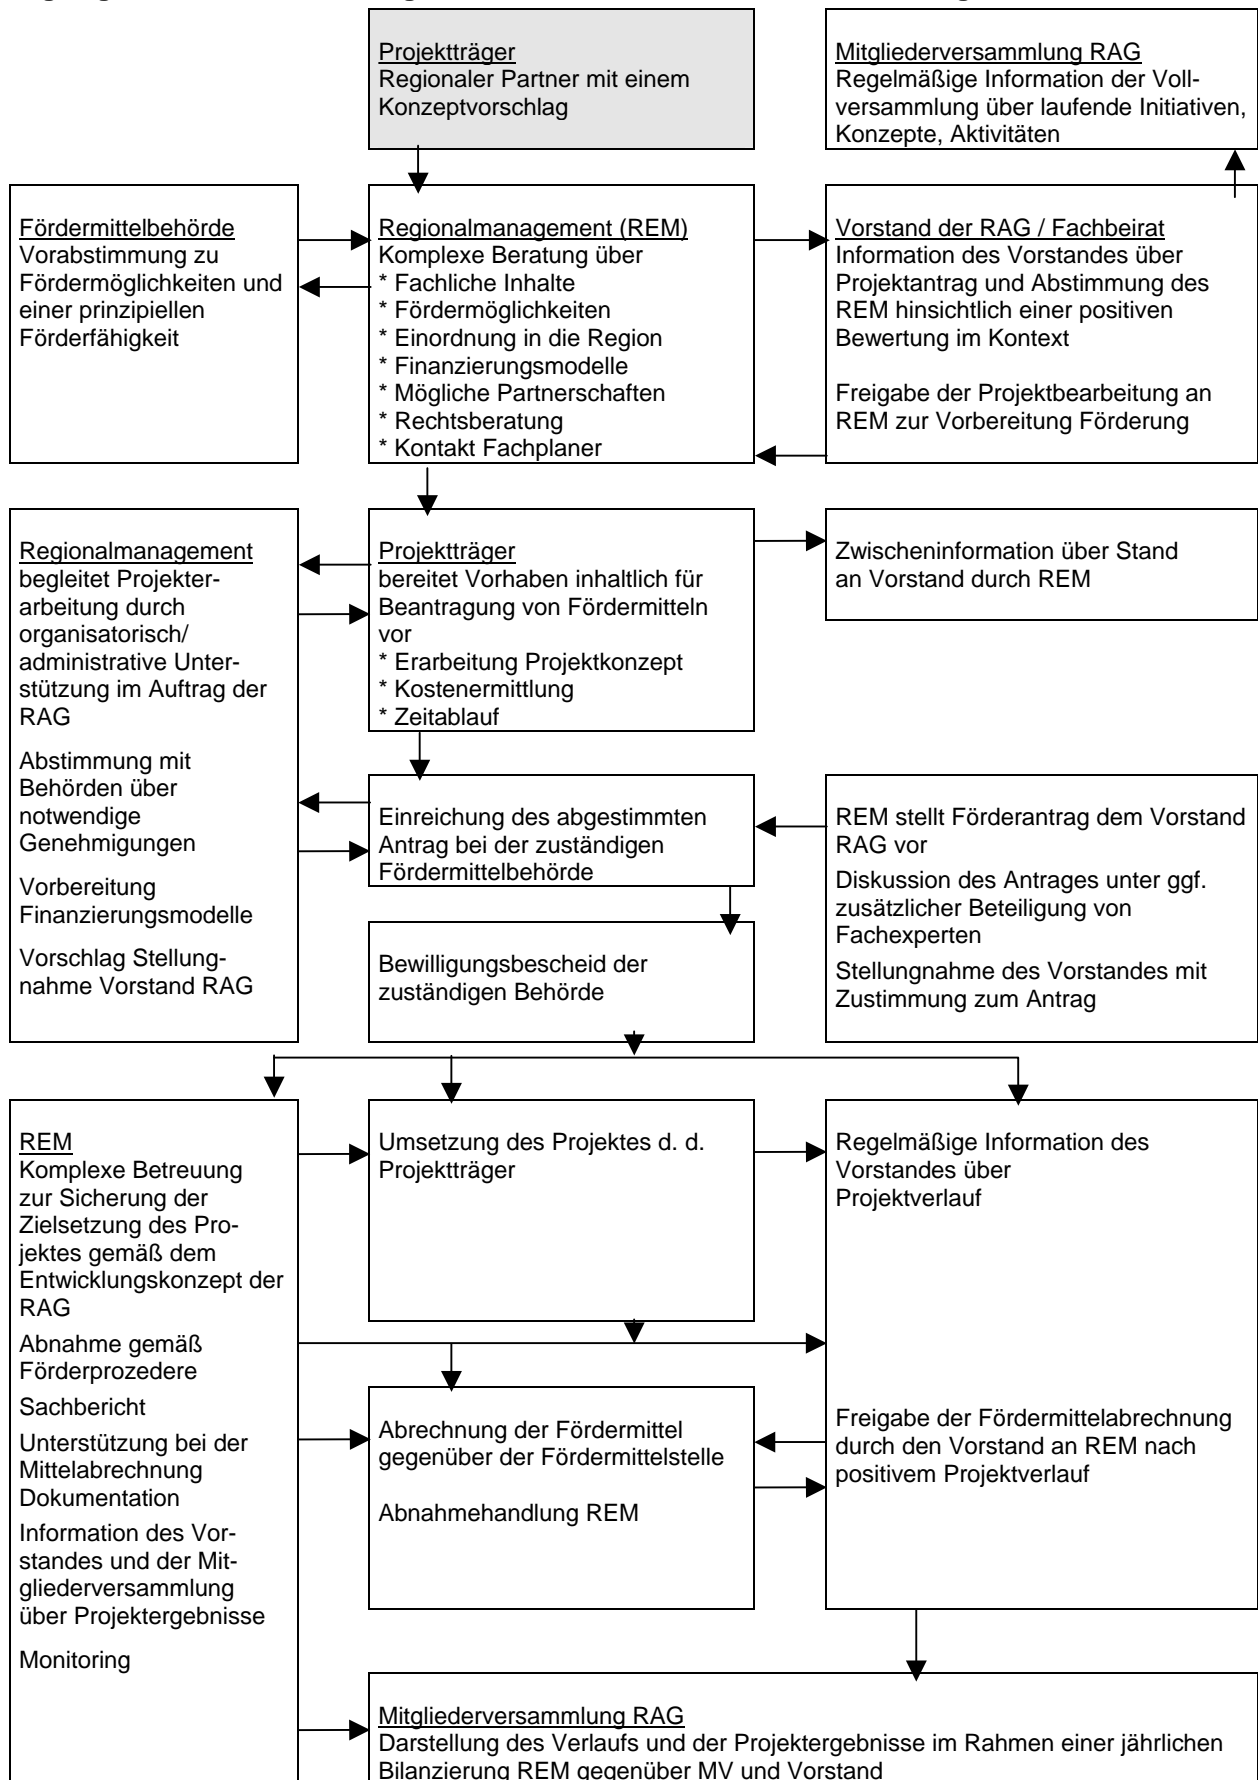 Projektträger
Regionaler Partner mit einem
Konzeptvorschlag
Mitgliederversammlung RAG
Regelmäßige Information der Voll-
versammlung über laufende Initiativen,
Konzepte, Aktivitäten
Fördermittelbehörde
Vorabstimmung zu
Fördermöglichkeiten und
einer prinzipiellen
Förderfähigkeit
Regionalmanagement (REM)
Komplexe Beratung über
* Fachliche Inhalte
* Fördermöglichkeiten
* Einordnung in die Region
* Finanzierungsmodelle
* Mögliche Partnerschaften
* Rechtsberatung
* Kontakt Fachplaner
Vorstand der RAG / Fachbeirat
Information des Vorstandes über
Projektantrag und Abstimmung des
REM hinsichtlich einer positiven
Bewertung im Kontext
Freigabe der Projektbearbeitung an
REM zur Vorbereitung Förderung
Regionalmanagement
begleitet Projekter-
arbeitung durch
organisatorisch/
administrative Unter-
stützung im Auftrag der
RAG
Abstimmung mit
Behörden über
notwendige
Genehmigungen
Vorbereitung
Finanzierungsmodelle
Vorschlag Stellung-
nahme Vorstand RAG
Projektträger
bereitet Vorhaben inhaltlich für
Beantragung von Fördermitteln
vor
* Erarbeitung Projektkonzept
* Kostenermittlung
* Zeitablauf
Zwischeninformation über Stand
an Vorstand durch REM
Einreichung des abgestimmten
Antrag bei der zuständigen
Fördermittelbehörde
REM stellt Förderantrag dem Vorstand
RAG vor
Diskussion des Antrages unter ggf.
zusätzlicher Beteiligung von
Fachexperten
Stellungnahme des Vorstandes mit
Zustimmung zum Antrag
Bewilligungsbescheid der
zuständigen Behörde
REM
Komplexe Betreuung
zur Sicherung der
Zielsetzung des Pro-
jektes gemäß dem
Entwicklungskonzept der
RAG
Abnahme gemäß
Förderprozedere
Sachbericht
Unterstützung bei der
Mittelabrechnung
Dokumentation
Information des Vor-
standes und der Mit-
gliederversammlung
über Projektergebnisse
Monitoring
Umsetzung des Projektes d. d.
Projektträger
Regelmäßige Information des
Vorstandes über
Projektverlauf
Abrechnung der Fördermittel
gegenüber der Fördermittelstelle
Abnahmehandlung REM
Freigabe der Fördermittelabrechnung
durch den Vorstand an REM nach
positivem Projektverlauf
Mitgliederversammlung RAG
Darstellung des Verlaufs und der Projektergebnisse im Rahmen einer jährlichen
Bilanzierung REM gegenüber MV und Vorstand